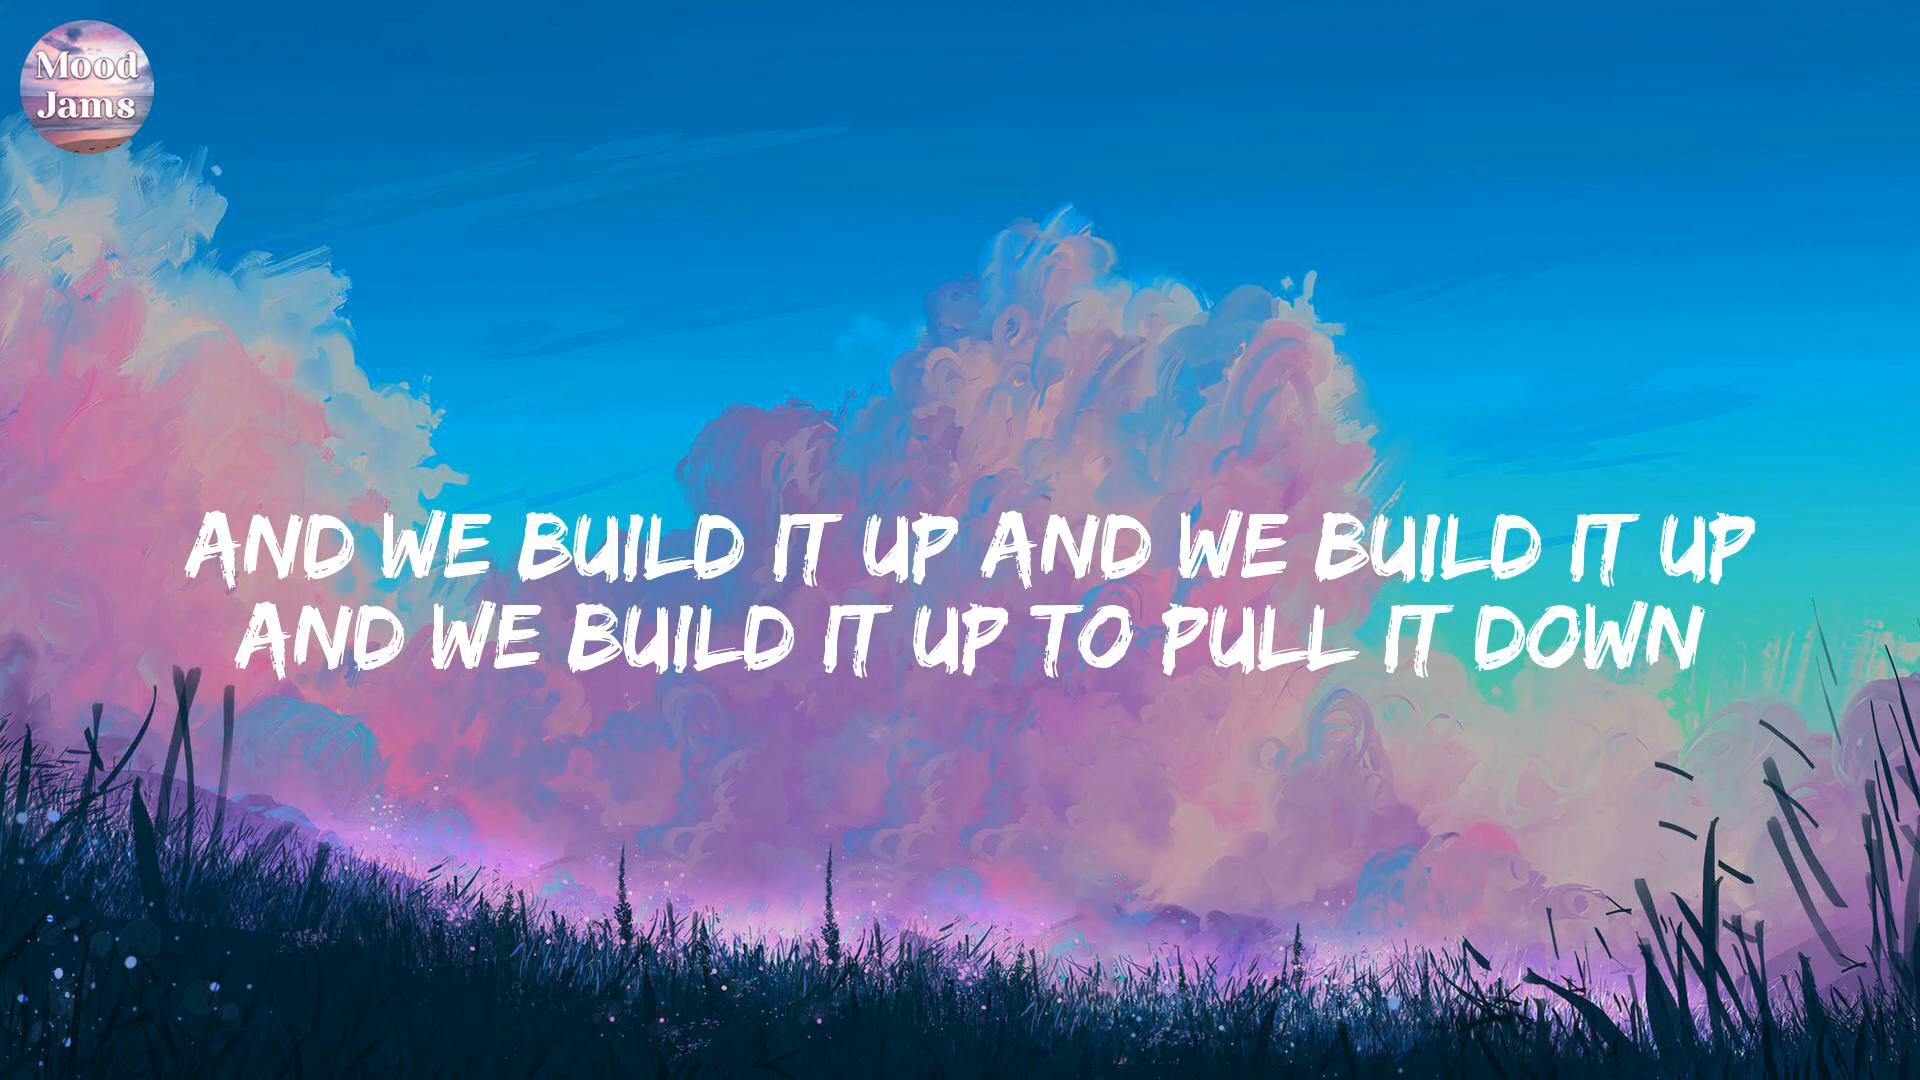 Mood
Jams
AND WE BUILD IT UP AND WE BUILD IT UP
AND WE BUILD IT UP TO PULL IT DOWN